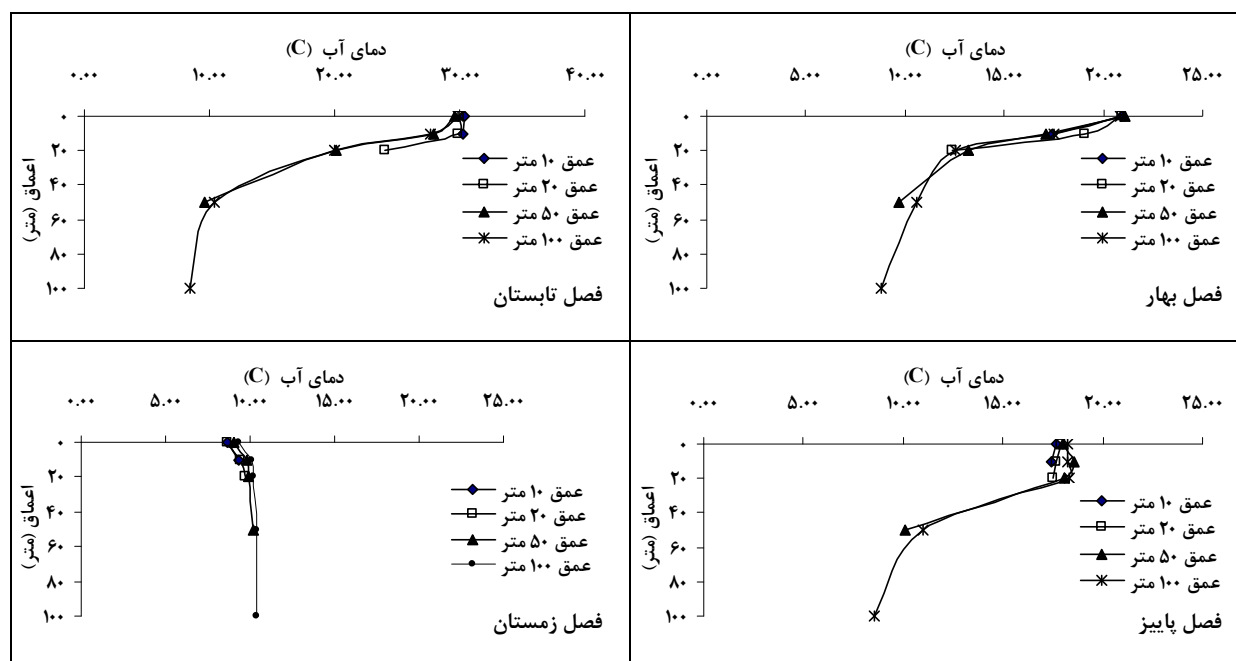 دمای آب (C)
۰.۰۰ ۵.۰۰ ۱۰.۰۰ ۱۵.۰۰ ۲۰.۰۰ ۲۵.۰۰
۰
۲۰
۴۰
۶۰
۸۰
۱۰۰
اعماق (متر)
عمق ۱۰ متر
عمق ۲۰ متر
عمق ۵۰ متر
عمق ۱۰۰ متر
فصل بهار
دمای آب (C)
۰.۰۰ ۱۰.۰۰ ۲۰.۰۰ ۳۰.۰۰ ۴۰.۰۰
۰
۲۰
۴۰
۶۰
۸۰
۱۰۰
اعماق (متر)
عمق ۱۰ متر
عمق ۲۰ متر
عمق ۵۰ متر
عمق ۱۰۰ متر
فصل تابستان
دمای آب (C)
۰.۰۰ ۵.۰۰ ۱۰.۰۰ ۱۵.۰۰ ۲۰.۰۰ ۲۵.۰۰
۰
۲۰
۴۰
۶۰
۸۰
۱۰۰
اعماق (متر)
عمق ۱۰ متر
عمق ۲۰ متر
عمق ۵۰ متر
عمق ۱۰۰ متر
فصل پاییز
دمای آب (C)
۰.۰۰ ۵.۰۰ ۱۰.۰۰ ۱۵.۰۰ ۲۰.۰۰ ۲۵.۰۰
۰
۲۰
۴۰
۶۰
۸۰
۱۰۰
اعماق (متر)
عمق ۱۰ متر
عمق ۲۰ متر
عمق ۵۰ متر
عمق ۱۰۰ متر
فصل زمستان